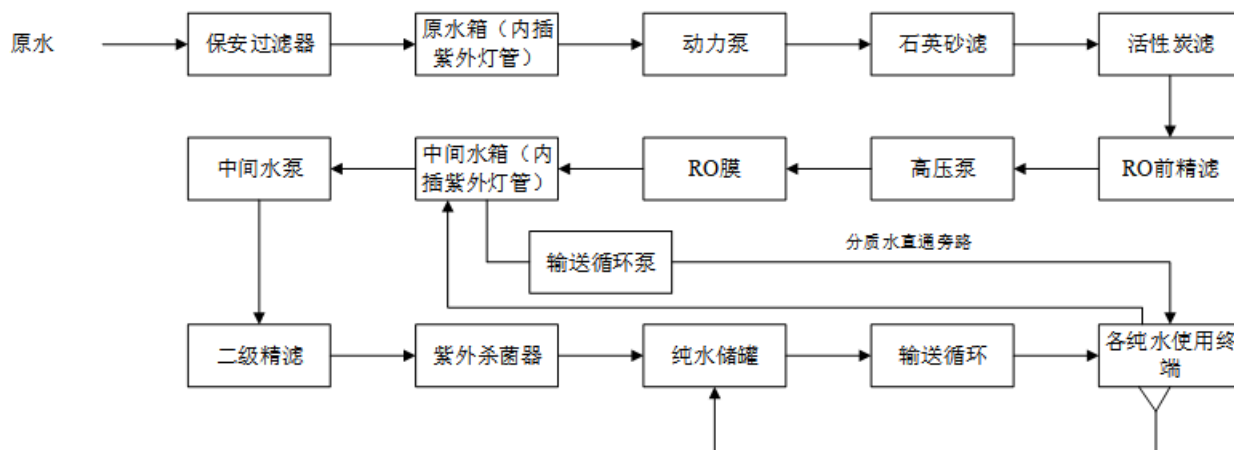 原水
保安过滤器
原水箱（内插
紫外灯管）
动力泵
石英砂滤
活性炭滤
中间水泵
中间水箱（内
插紫外灯管）
RO膜
高压泵
RO前精滤
输送循环泵
分质水直通旁路
二级精滤
紫外杀菌器
纯水储罐
输送循环
各纯水使用终
端